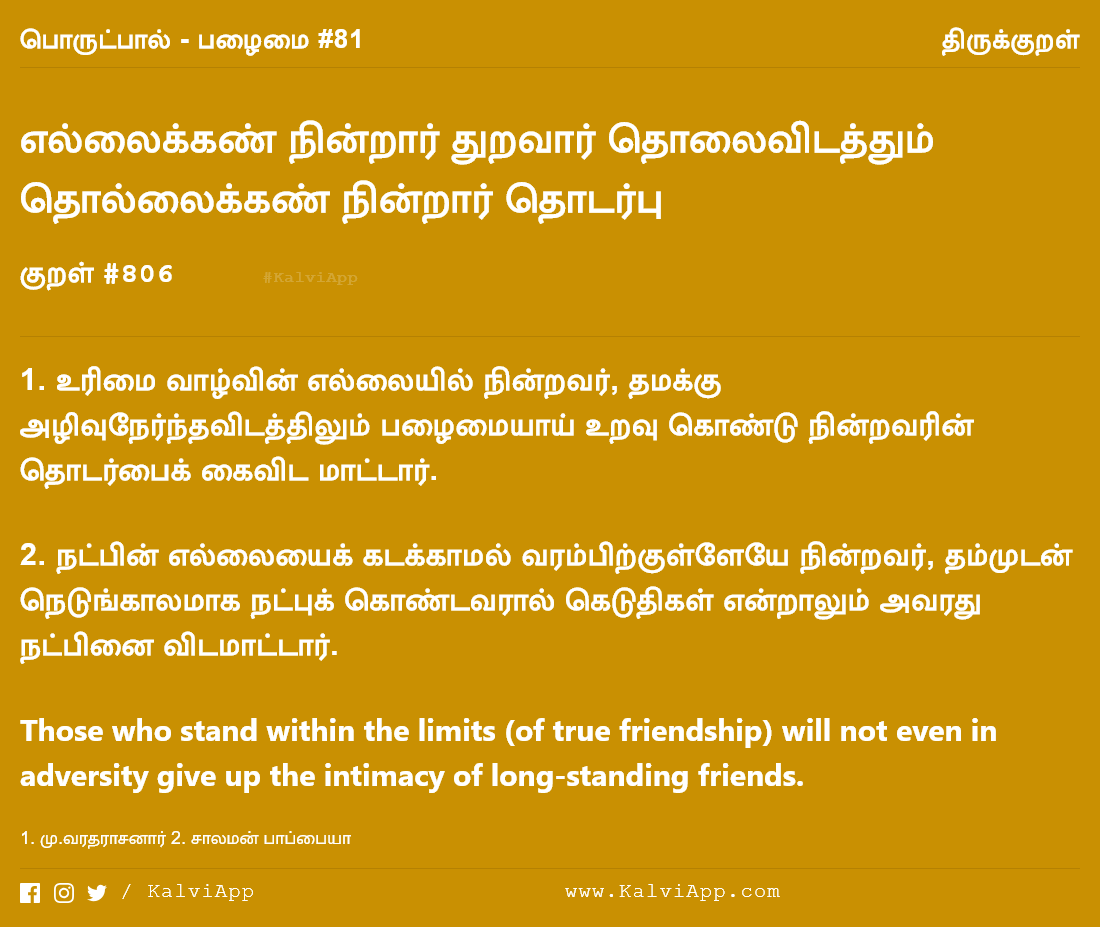 பொருட்பால் - பழைமை #81
திருக்குறள்
எல்லைக்கண் நின்றார் துறவார் தொலைவிடத்தும்
தொல்லைக்கண் நின்றார் தொடர்பு
குறள் #806
#KalviApp
1. உரிமை வாழ்வின் எல்லையில் நின்றவர், தமக்கு
அழிவுநேர்ந்தவிடத்திலும் பழைமையாய் உறவு கொண்டு நின்றவரின்
தொடர்பைக் கைவிட மாட்டார்.
2. நட்பின் எல்லையைக் கடக்காமல் வரம்பிற்குள்ளேயே நின்றவர், தம்முடன்
நெடுங்காலமாக நட்புக் கொண்டவரால் கெடுதிகள் என்றாலும் அவரது
நட்பினை விடமாட்டார்.
Those who stand within the limits (of true friendship) will not even in
adversity give up the intimacy of long-standing friends.
1. மு.வரதராசனார் 2. சாலமன் பாப்பையா
/ KalviApp
www.KalviApp.com